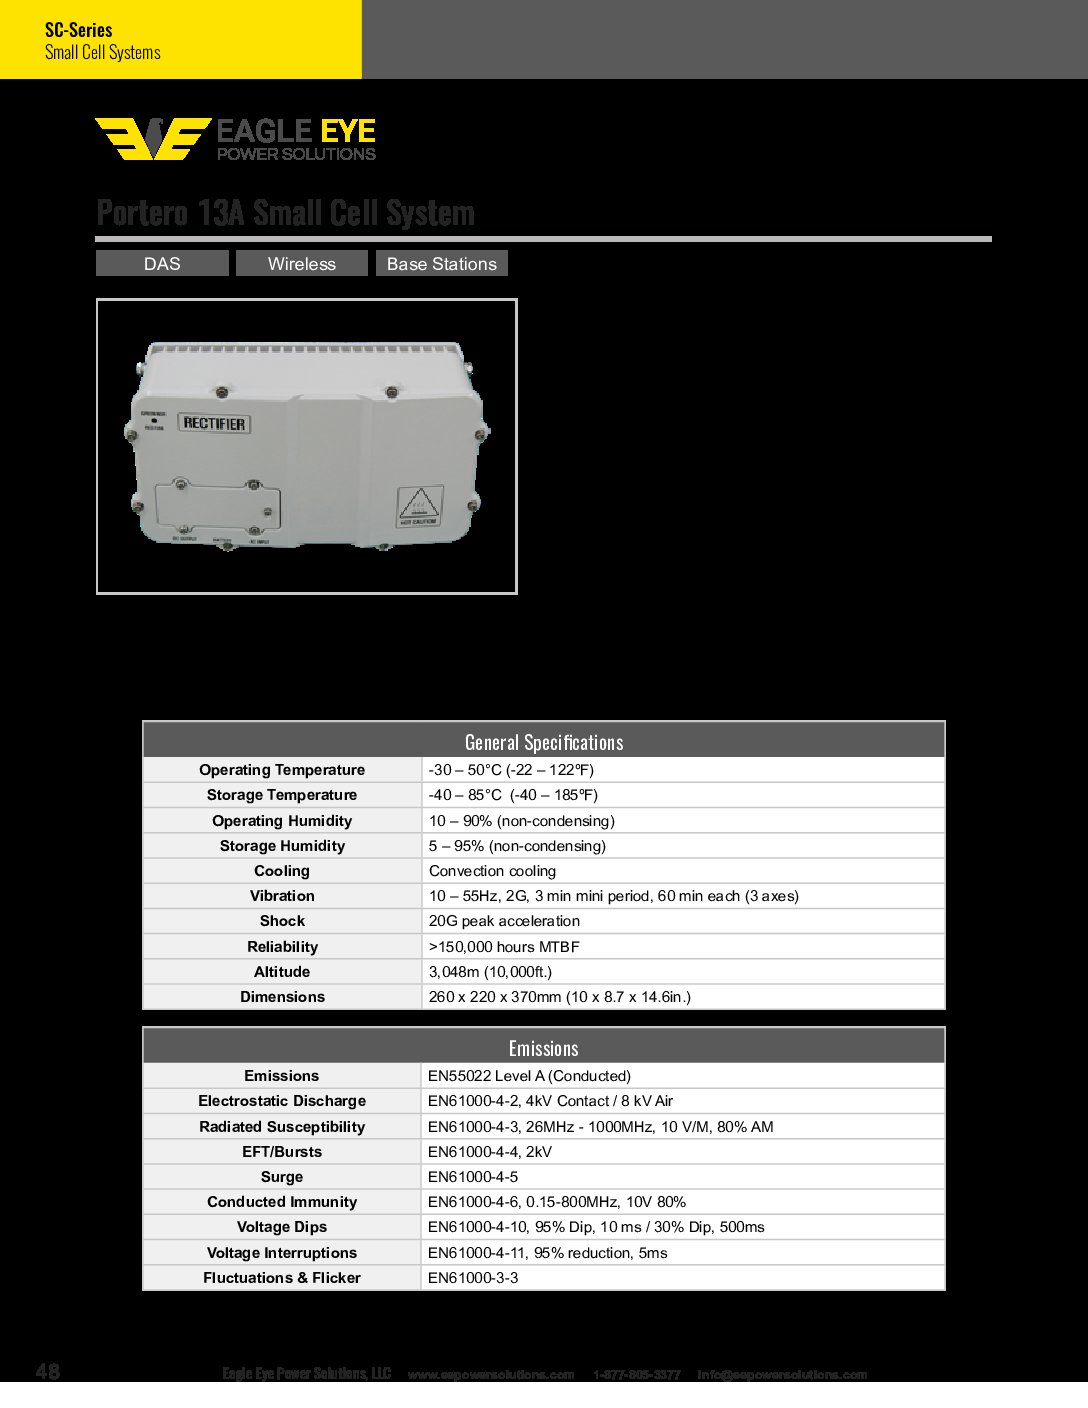 SC-Series
Small Cell Systems
EAGLE EYE
POWER SOLUTIONS
Portero 13A Small Cell System
DAS
Wireless
Base Stations
RECTIFIER
HOT CAUTION
DC OUTPUT
BATTERY
AC INPUT
General Specifications
Operating Temperature -30 – 50°C (-22 – 122ºF)
Storage Temperature -40 – 85°C (-40 – 185ºF)
Operating Humidity 10 – 90% (non-condensing)
Storage Humidity 5 – 95% (non-condensing)
Cooling Convection cooling
Vibration 10 – 55Hz, 2G, 3 min mini period, 60 min each (3 axes)
Shock 20G peak acceleration
Reliability >150,000 hours MTBF
Altitude 3,048m (10,000ft.)
Dimensions 260 x 220 x 370mm (10 x 8.7 x 14.6in.)
Emissions
Emissions EN55022 Level A (Conducted)
Electrostatic Discharge EN61000-4-2, 4kV Contact / 8 kV Air
Radiated Susceptibility EN61000-4-3, 26MHz - 1000MHz, 10 V/M, 80% AM
EFT/Bursts EN61000-4-4, 2kV
Surge EN61000-4-5
Conducted Immunity EN61000-4-6, 0.15-800MHz, 10V 80%
Voltage Dips EN61000-4-10, 95% Dip, 10 ms / 30% Dip, 500ms
Voltage Interruptions EN61000-4-11, 95% reduction, 5ms
Fluctuations & Flicker EN61000-3-3
48 Eagle Eye Power Solutions, LLC www.eepowersolutions.com 1-877-805-3377 info@eepowersolutions.com